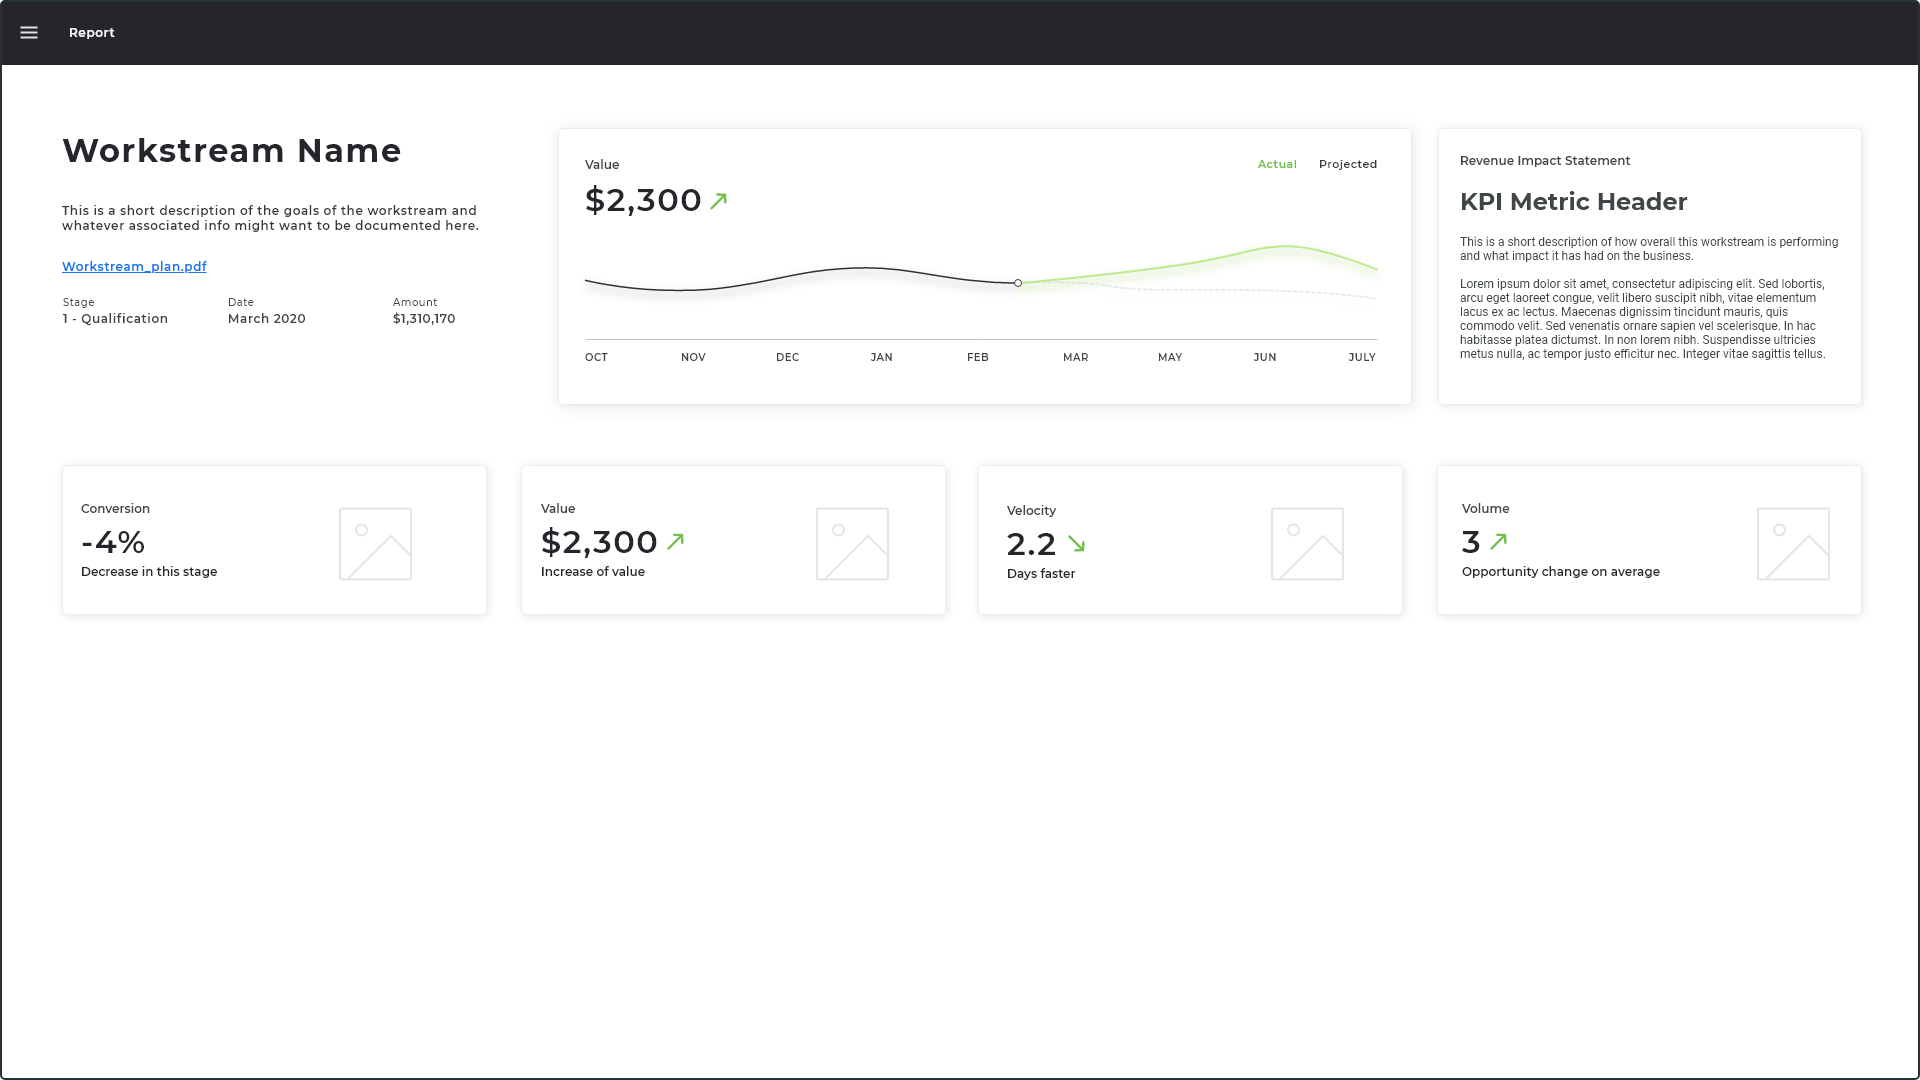 Report
Workstream Name
This is a short description of the goals of the workstream and
whatever associated info might want to be documented here.
Workstream_plan.pdf
Stage Date Amount
1 - Qualification March 2020 $1,310,170
Value Actual Projected
$2,300
OCT NOV DEC JAN FEB MAR MAY JUN JULY
Revenue Impact Statement
KPI Metric Header
This is a short description of how overall this workstream is performing
and what impact it has had on the business.
Lorem ipsum dolor sit amet, consectetur adipiscing elit. Sed lobortis,
arcu eget laoreet congue, velit libero suscipit nibh, vitae elementum
lacus ex ac lectus. Maecenas dignissim tincidunt mauris, quis
commodo velit. Sed venenatis ornare sapien vel scelerisque. In hac
habitasse platea dictumst. In non lorem nibh. Suspendisse ultricies
metus nulla, ac tempor justo efficitur nec. Integer vitae sagittis tellus.
Conversion
-4%
Decrease in this stage
Value
$2,300
Increase of value
Velocity
2.2
Days faster
Volume
3
Opportunity change on average